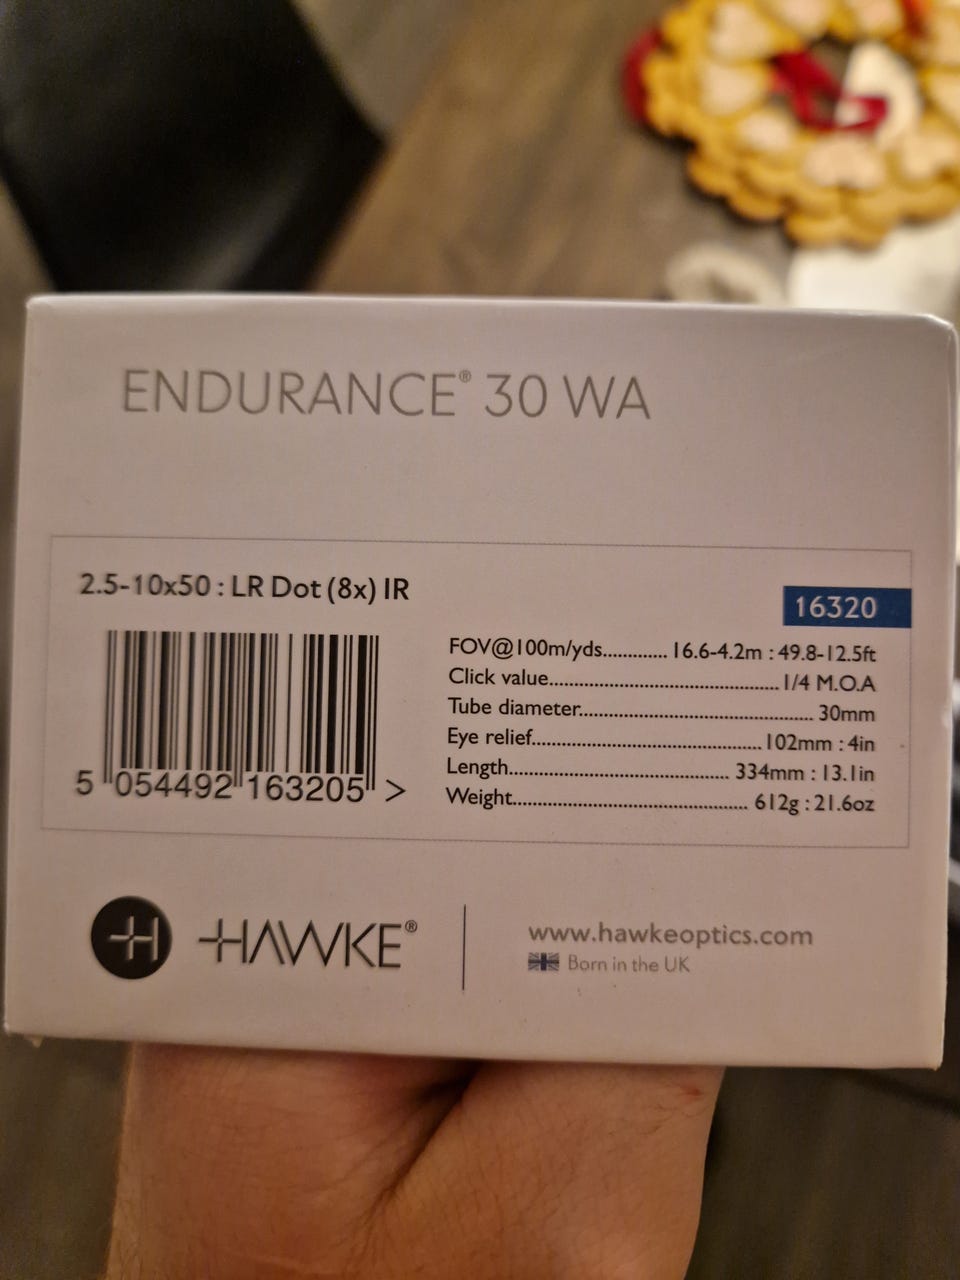 ENDURANCE® 30 WA
2.5-10x50 : LR Dot (8x) IR
16320
FOV@100m/yds............. 16.6-4.2m : 49.8-12.5ft
Click value............................................... 1/4 M.O.A
Tube diameter................................................ 30mm
Eye relief............................................. 102mm : 4in
Length............................................ 334mm : 13.1in
Weight................................................ 612g : 21.6oz
5 054492 163205 >
H HAWKE®
www.hawkeoptics.com
Born in the UK